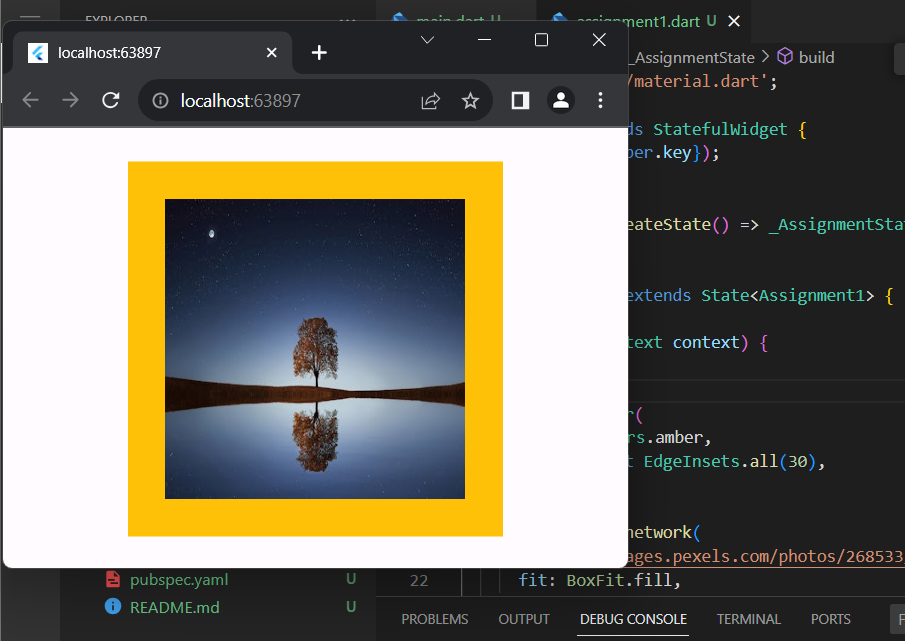 EXPLORER
main.dart U
assignment1.dart U
localhost:63897
localhost:63897
_AssignmentState > build
/material.dart';
ds StatefulWidget {
per.key});
eateState() => _AssignmentSta
extends State<Assignment1> {
text context) {
r(
rs.amber,
t EdgeInsets.all(30),
network(
ages.pexels.com/photos/268533
22 fit: BoxFit.fill,
pubspec.yaml U
README.md U
PROBLEMS OUTPUT DEBUG CONSOLE TERMINAL PORTS